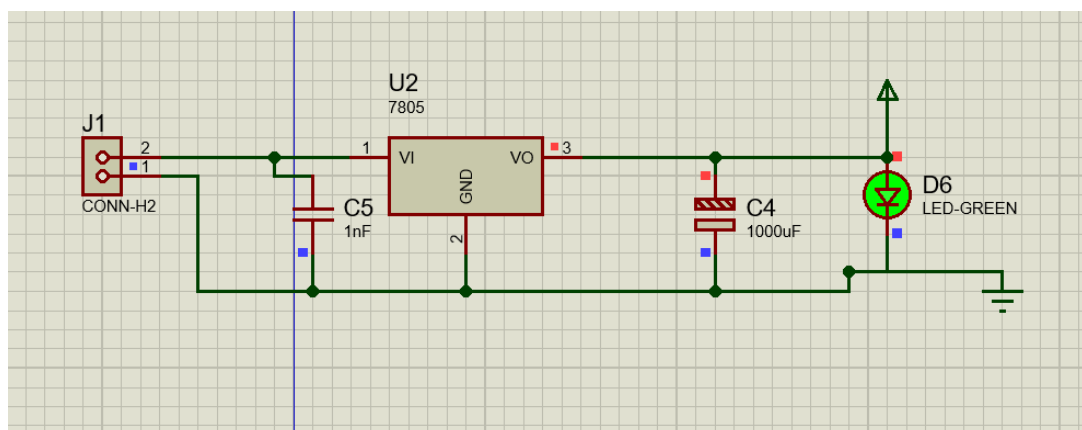 U2
7805
J1
2
1
CONN-H2
1
VI
VO
3
GND
2
C5
1nF
C4
1000uF
D6
LED-GREEN